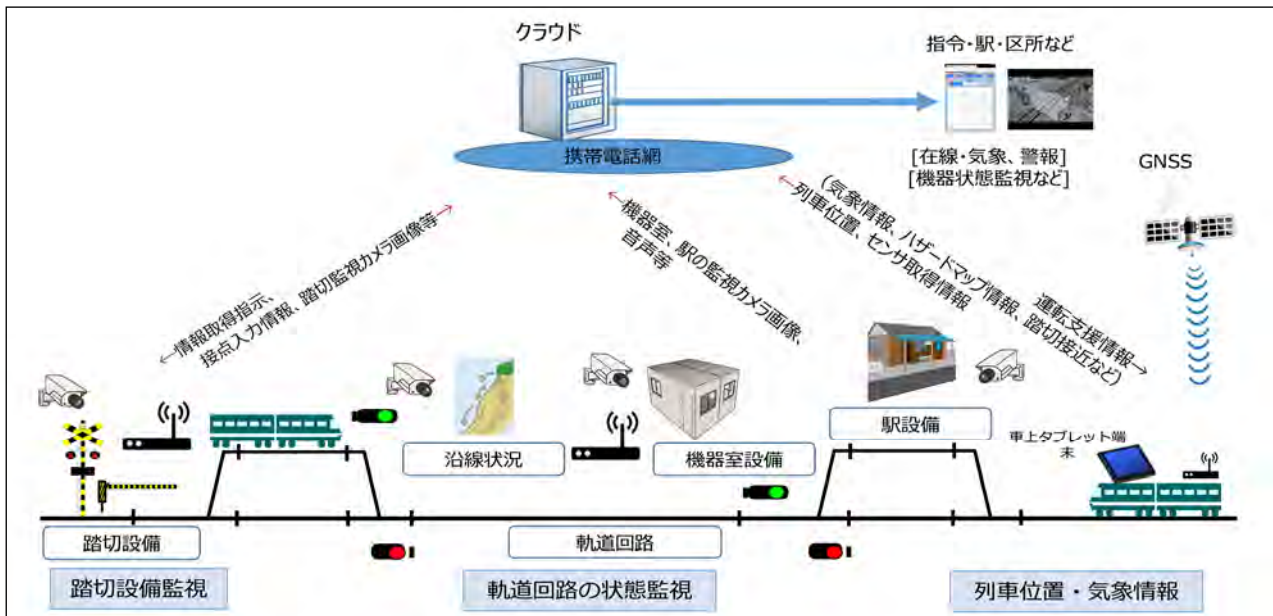 クラウド
指令・駅・区所など
携帯電話網
[在線・気象、警報]
[機器状態監視など]
GNSS
←情報取得指示、
接点入力情報、踏切監視カメラ画像等→
←機器室、駅の監視カメラ画像、
音声等
←列車位置、センサ取得情報
(気象情報、ハザードマップ情報、踏切接近など)
運転支援情報→
沿線状況
機器室設備
駅設備
車上タブレット端
末
踏切設備
軌道回路
踏切設備監視
軌道回路の状態監視
列車位置・気象情報